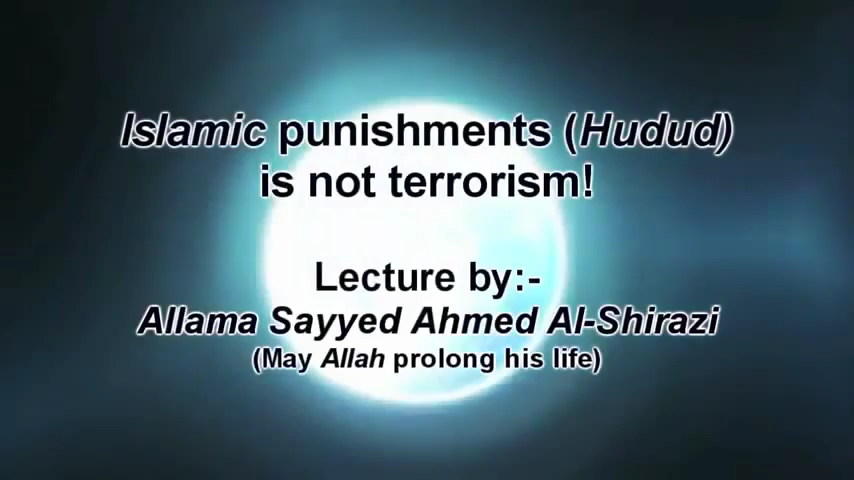 Islamic punishments (Hudud)
is not terrorism!
Lecture by:-
Allama Sayyed Ahmed Al-Shirazi
(May Allah prolong his life)